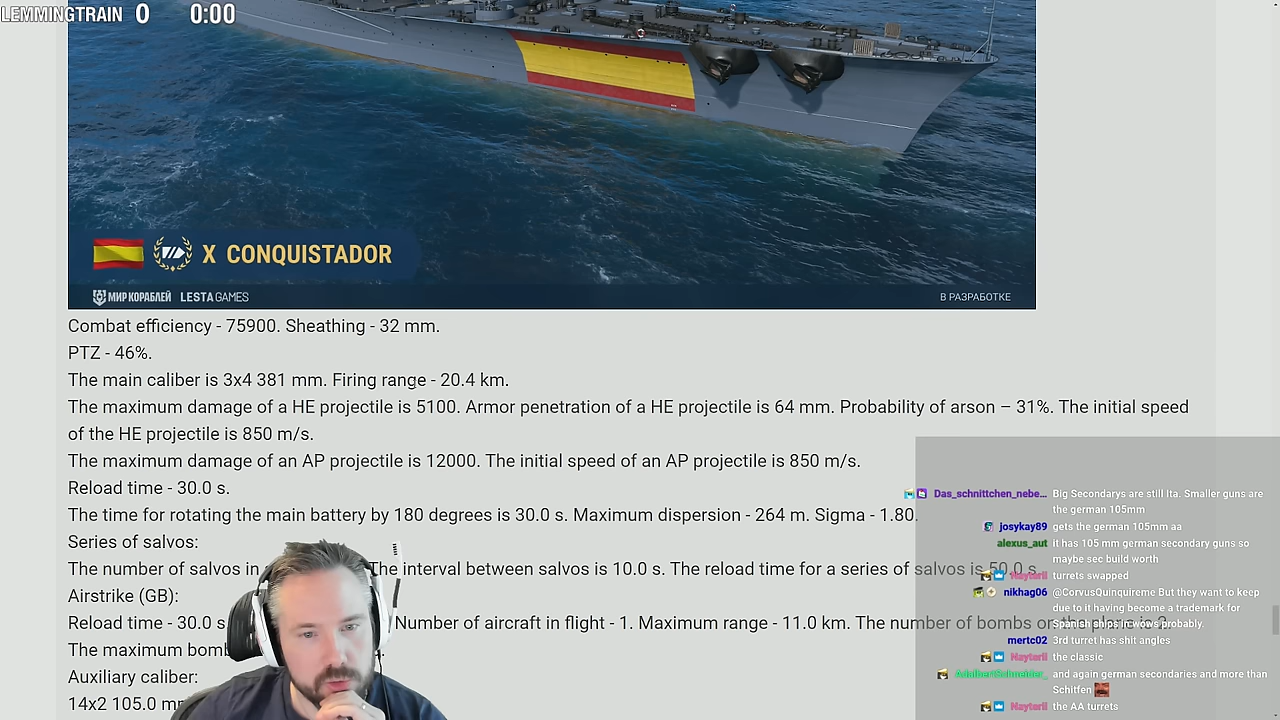 LEMMINGTRAIN 0 0:00
X CONQUISTADOR
МИР КОРАБЛЕЙ LESTA GAMES
В РАЗРАБОТКЕ
Combat efficiency - 75900. Sheathing - 32 mm.
PTZ - 46%.
The main caliber is 3x4 381 mm. Firing range - 20.4 km.
The maximum damage of a HE projectile is 5100. Armor penetration of a HE projectile is 64 mm. Probability of arson – 31%. The initial speed
of the HE projectile is 850 m/s.
The maximum damage of an AP projectile is 12000. The initial speed of an AP projectile is 850 m/s.
Reload time - 30.0 s.
The time for rotating the main battery by 180 degrees is 30.0 s. Maximum dispersion - 264 m. Sigma - 1.80.
Series of salvos:
The number of salvos in The interval between salvos is 10.0 s. The reload time for a series of salvos is 50.0 s.
Airstrike (GB):
Reload time - 30.0 s Number of aircraft in flight - 1. Maximum range - 11.0 km. The number of bombs
The maximum bomb
Auxiliary caliber:
14x2 105.0 mm
Das_schnittchen_nebe... Big Secondarys are still Ita. Smaller guns are
the german 105mm
josykay89 gets the german 105mm aa
alexus_aut it has 105 mm german secondary guns so
maybe sec build worth
Naytorii turrets swapped
nikhag06 @CorvusQuinquireme But they want to keep
due to it having become a trademark for
Spanish ships in wows probably.
mertc02 3rd turret has shit angles
Naytorii the classic
and again german secondaries and more than
Schitfen
Naytorii the AA turrets